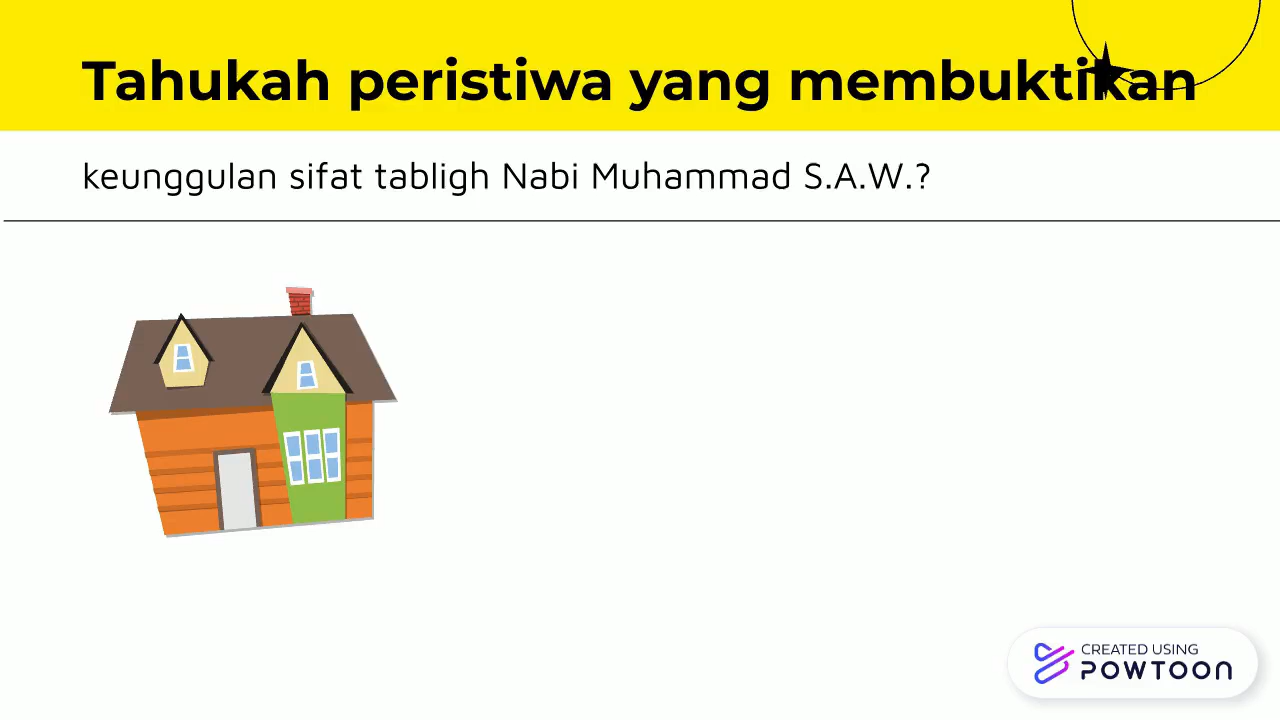 Tahukah peristiwa yang membuktikan
keunggulan sifat tabligh Nabi Muhammad S.A.W.?
CREATED USING
POWTOON